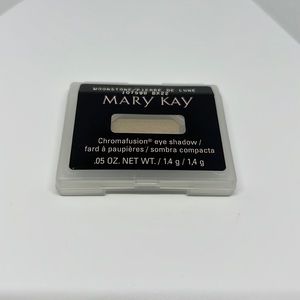 MOONSTONE/PIERRE DE LUNE
MARY KAY
Chromafusion® eye shadow /
fard à paupières / sombra compacta
.05 OZ. NET WT. / 1.4 g / 1,4 g